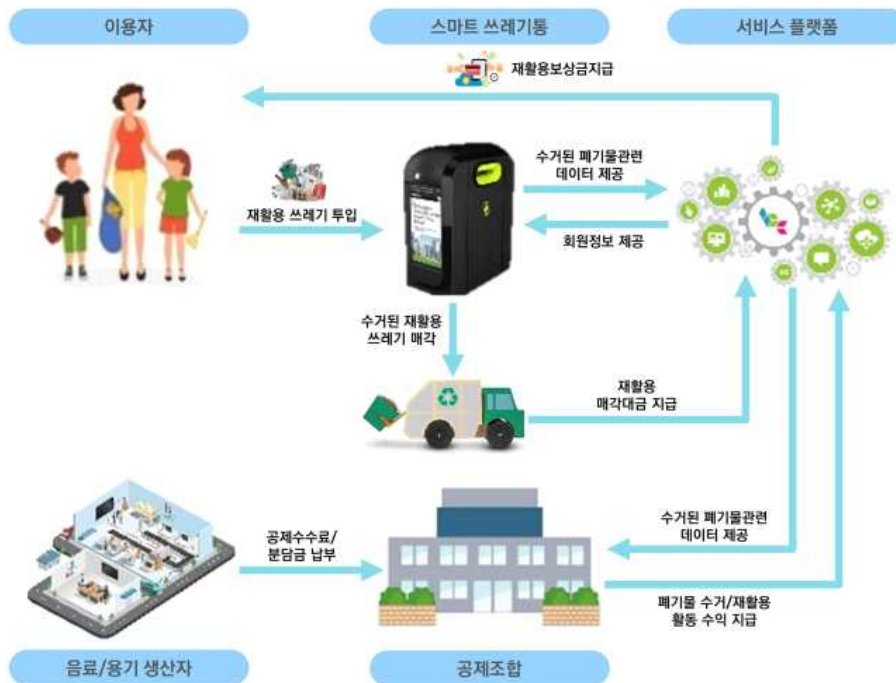 이용자
스마트 쓰레기통
서비스 플랫폼
재활용보상금지급
재활용 쓰레기 투입
수거된 폐기물관련
데이터 제공
회원정보 제공
수거된 재활용
쓰레기 매각
재활용
매각대금 지급
공제수수료/
분담금 납부
수거된 폐기물관련
데이터 제공
폐기물 수거/재활용
활동 수익 지급
음료/용기 생산자
공제조합